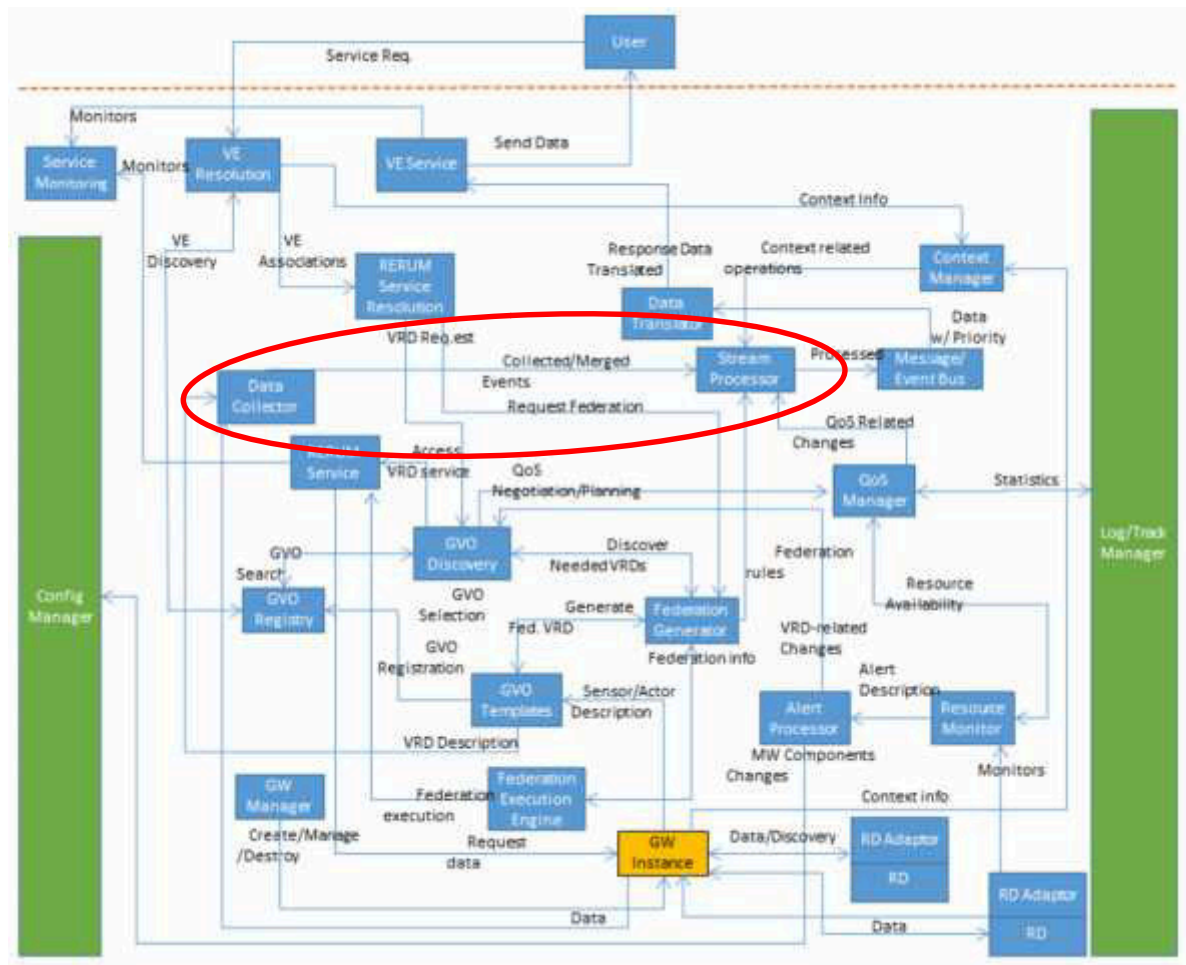 User
Service Req.
Monitors
Send Data
VE
Resolution
VE Service
Service
Monitoring
Monitors
Context Info
VE
Discovery
VE
Associations
Response Data
Translated
Context related
operations
Context
Manager
RERUM
Service
Resolution
Data
Translator
Data
w/ Priority
VRD Req.est
Collected/Merged
Events
Stream
Processor
Processed
Message/
Event Bus
Data
Collector
Request Federation
QoS Related
Changes
RERUM
Service
Access
VRD service
QoS
Negotiation/Planning
QoS
Manager
Statistics
Log/Track
Manager
GVO
Search
GVO
Discovery
Discover
Needed VRDs
Federation
rules
Resource
Availability
Config
Manager
GVO
Registry
GVO
Selection
Generate
Fed. VRD
Federation
Generator
VRD-related
Changes
GVO
Registration
Federation info
Alert
Description
GVO
Templates
Sensor/Actor
Description
Alert
Processor
Resource
Monitor
VRD Description
MW Components
Changes
Monitors
GW
Manager
Federation
execution
Federation
Execution
Engine
Context info
Create/Manage
/Destroy
Request
data
GW
Instance
Data/Discovery
RD Adaptor
RD
RD Adaptor
RD
Data
Data